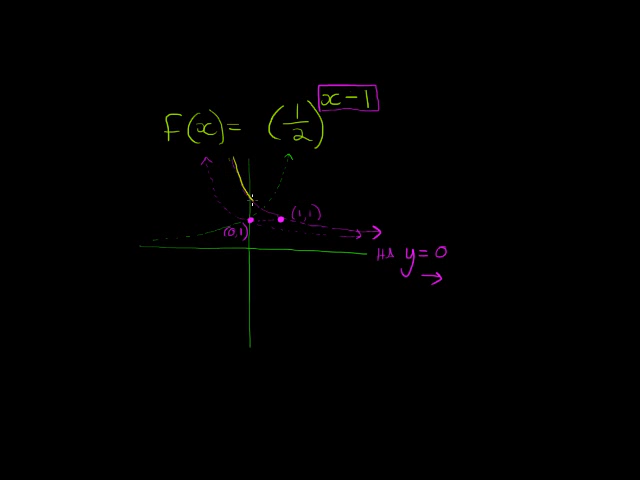 F(x) = (1/2)^x-1
(1,1)
(0,1)
HA y = 0